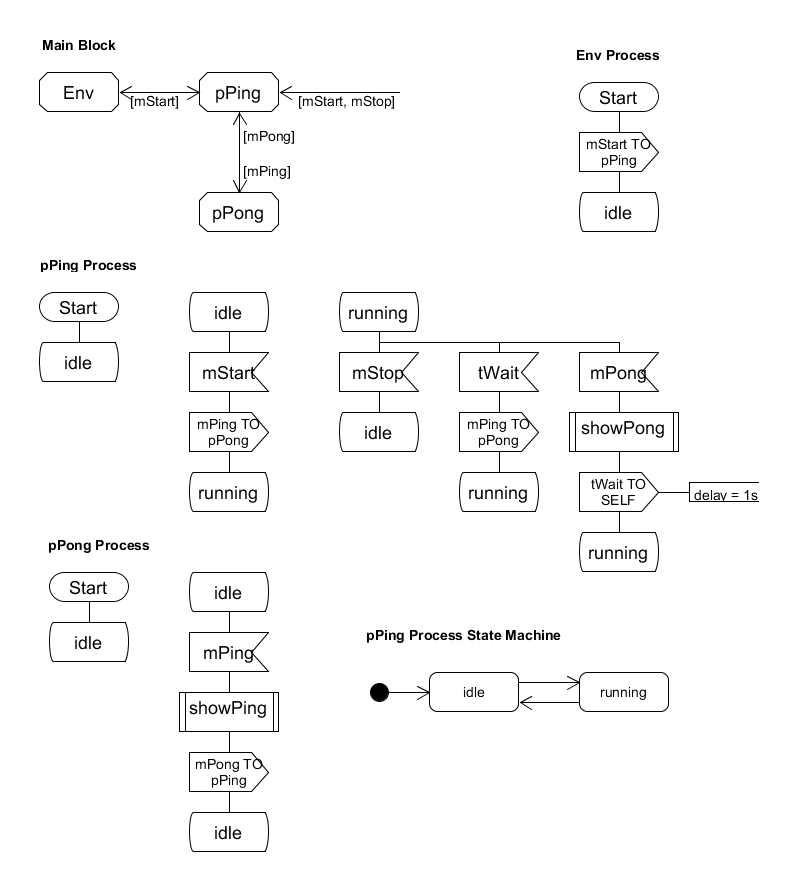 Main Block
Env
[mStart]
pPing
[mStart, mStop]
[mPong]
[mPing]
pPong
Env Process
Start
mStart TO
pPing
idle
pPing Process
Start
idle
idle
mStart
mPing TO
pPong
running
running
mStop
idle
tWait
mPing TO
pPong
running
mPong
showPong
tWait TO
SELF
delay = 1s
running
pPong Process
Start
idle
idle
mPing
showPing
mPong TO
pPing
idle
pPing Process State Machine
idle
running